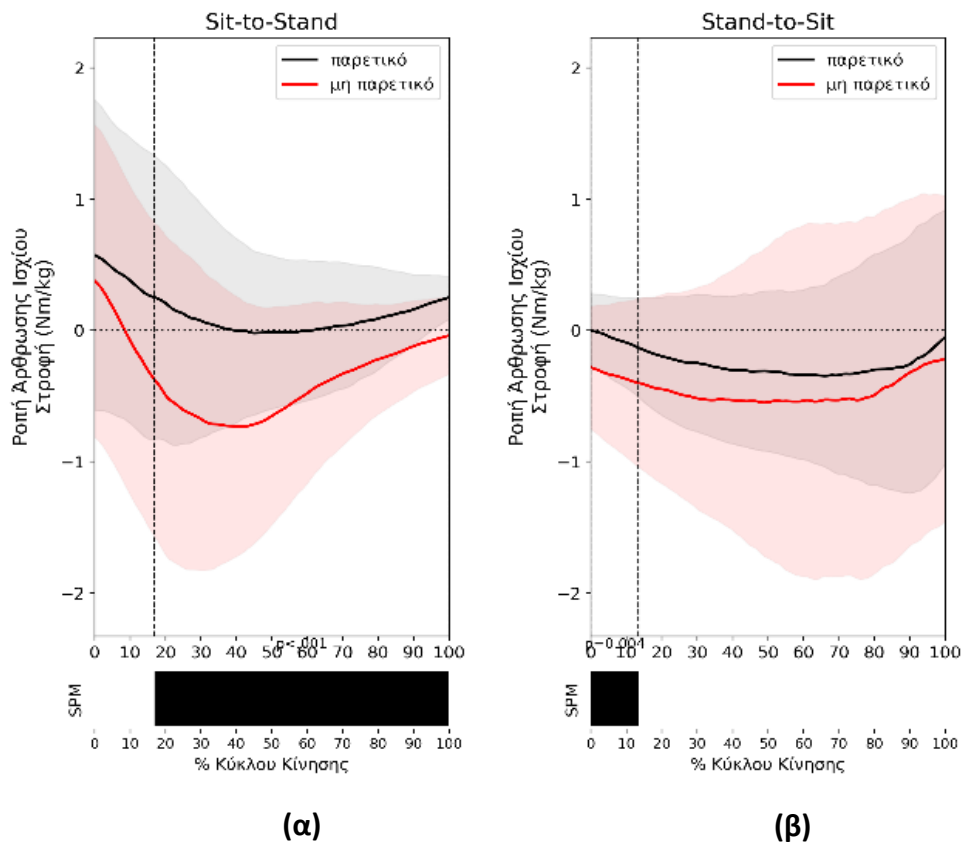 Sit-to-Stand
παρετικό
μη παρετικό
Ροπή Άρθρωσης Ισχίου
Στροφή (Nm/kg)
2
1
0
−1
−2
0 10 20 30 40 50 60 70 80 90 100
p<.001
SPM
0 10 20 30 40 50 60 70 80 90 100
% Κύκλου Κίνησης
(α)
Stand-to-Sit
παρετικό
μη παρετικό
Ροπή Άρθρωσης Ισχίου
Στροφή (Nm/kg)
2
1
0
−1
−2
0 10 20 30 40 50 60 70 80 90 100
p=0.004
SPM
0 10 20 30 40 50 60 70 80 90 100
% Κύκλου Κίνησης
(β)